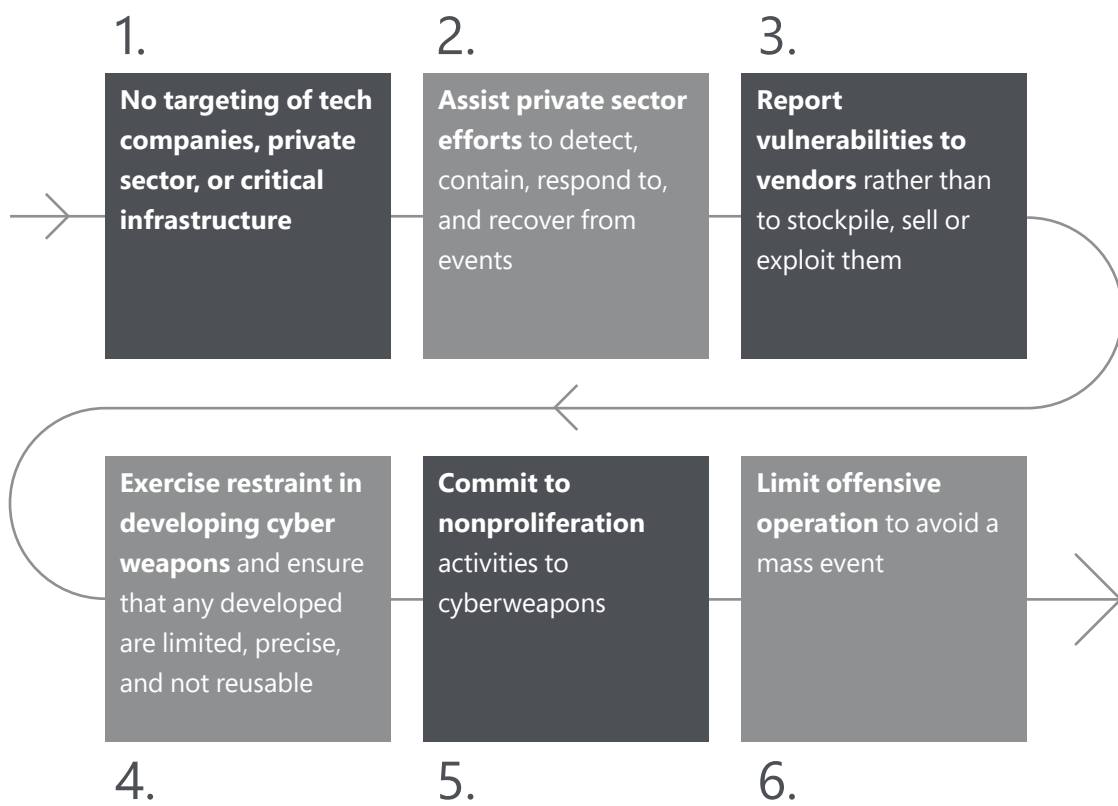 1.
No targeting of tech
companies, private
sector, or critical
infrastructure
2.
Assist private sector
efforts to detect,
contain, respond to,
and recover from
events
3.
Report
vulnerabilities to
vendors rather than
to stockpile, sell or
exploit them
Exercise restraint in
developing cyber
weapons and ensure
that any developed
are limited, precise,
and not reusable
4.
Commit to
nonproliferation
activities to
cyberweapons
5.
Limit offensive
operation to avoid a
mass event
6.